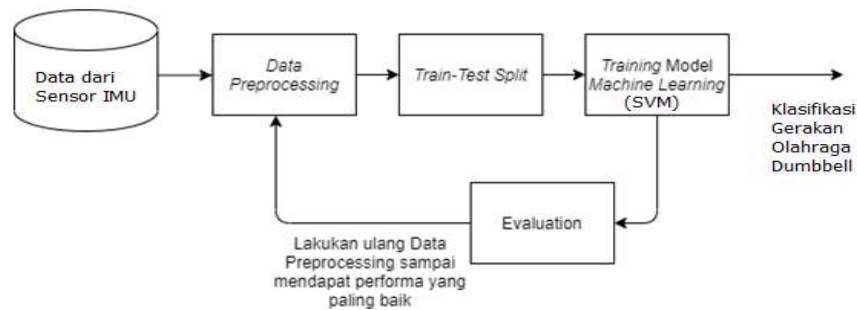 Data dari
Sensor IMU
Data
Preprocessing
Train-Test Split
Training Model
Machine Learning
(SVM)
Klasifikasi
Gerakan
Olahraga
Dumbbell
Evaluation
Lakukan ulang Data
Preprocessing sampai
mendapat performa yang
paling baik